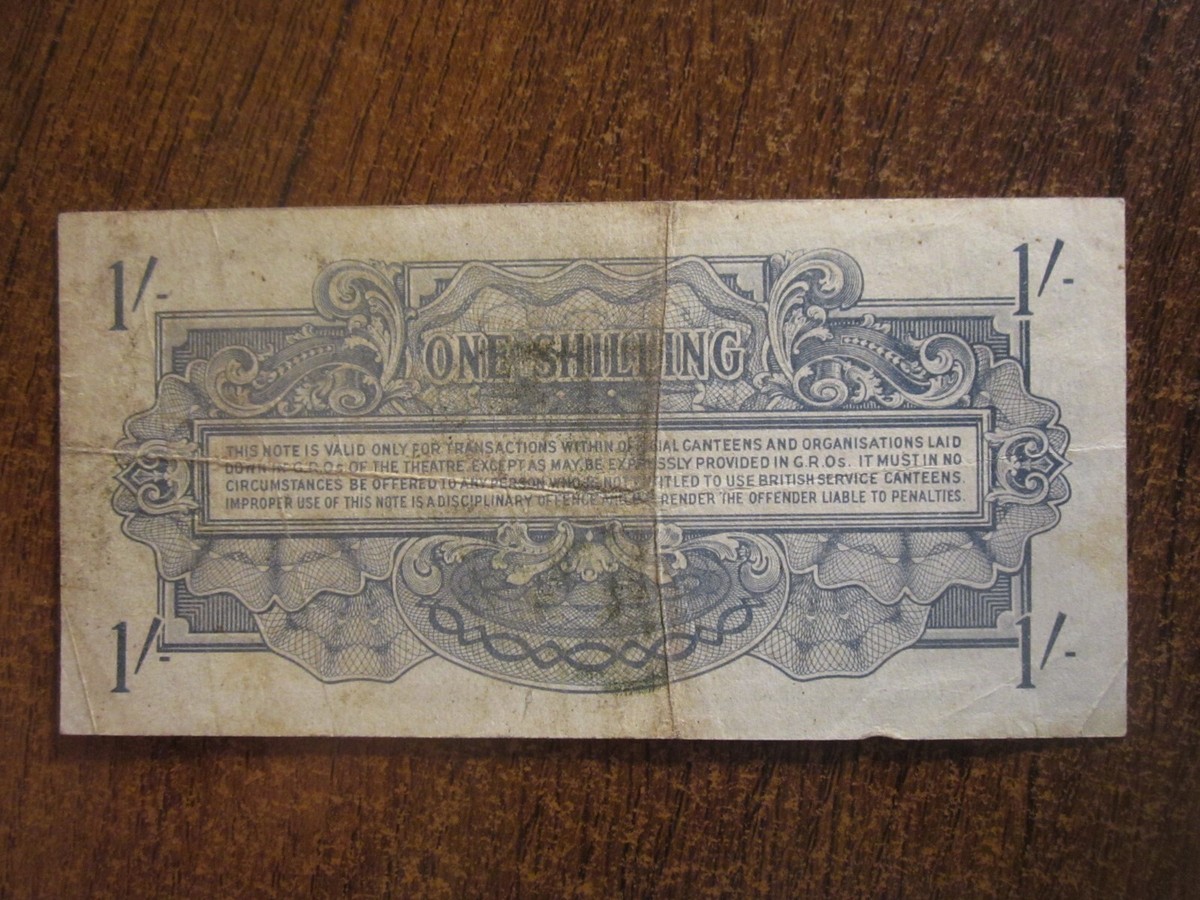 1/- 1/-
ONE SHILLING
THIS NOTE IS VALID ONLY FOR TRANSACTIONS WITHIN OFFICIAL CANTEENS AND ORGANISATIONS LAID
DOWN IN G.R.Os OF THE THEATRE, EXCEPT AS MAY BE EXPRESSLY PROVIDED IN G.R.Os. IT MUST IN NO
CIRCUMSTANCES BE OFFERED TO ANY PERSON WHO IS NOT ENTITLED TO USE BRITISH SERVICE CANTEENS.
IMPROPER USE OF THIS NOTE IS A DISCIPLINARY OFFENCE RENDER THE OFFENDER LIABLE TO PENALTIES.
1/- 1/-